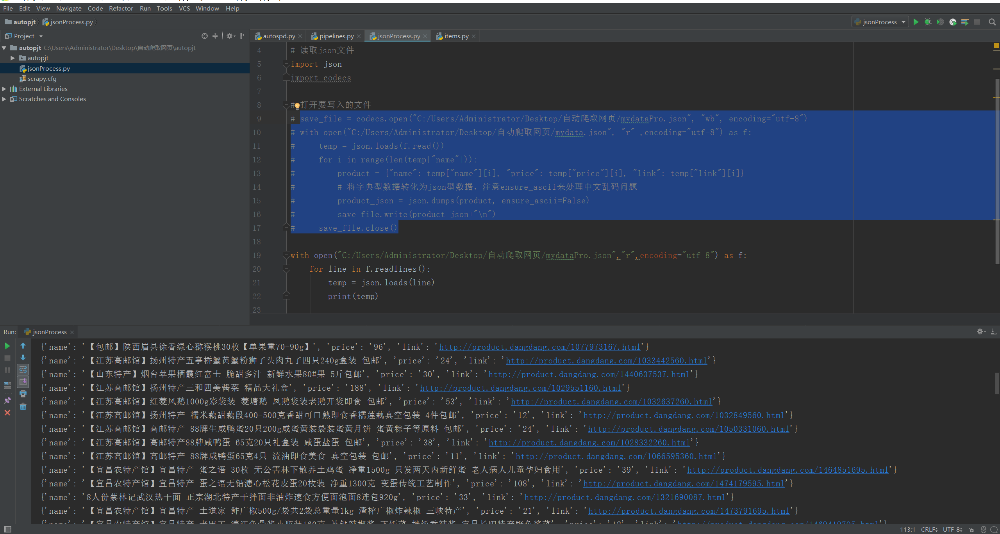 File Edit View Navigate Code Refactor Run Tools VCS Window Help
autopjt jsonProcess.py
jsonProcess
Project
autospd.py pipelines.py jsonProcess.py items.py
autopjt C:\Users\Administrator\Desktop\自动爬取网页\autopjt
autopjt
jsonProcess.py
scrapy.cfg
External Libraries
Scratches and Consoles
4 # 读取json文件
5 import json
6 import codecs
7
8 # 打开要写入的文件
9 # save_file = codecs.open("C:/Users/Administrator/Desktop/自动爬取网页/mydataPro.json", "wb", encoding="utf-8")
10 # with open("C:/Users/Administrator/Desktop/自动爬取网页/mydata.json", "r" ,encoding="utf-8") as f:
11 #     temp = json.loads(f.read())
12 #     for i in range(len(temp["name"])):
13 #         product = {"name": temp["name"][i], "price": temp["price"][i], "link": temp["link"][i]}
14 #         # 将字典型数据转化为json型数据，注意ensure_ascii来处理中文乱码问题
15 #         product_json = json.dumps(product, ensure_ascii=False)
16 #         save_file.write(product_json+"\n")
17 #     save_file.close()
18
19 with open("C:/Users/Administrator/Desktop/自动爬取网页/mydataPro.json","r",encoding="utf-8") as f:
20     for line in f.readlines():
21         temp = json.loads(line)
22         print(temp)
23
Run: jsonProcess
{'name': '【包邮】陕西眉县徐香绿心猕猴桃30枚【单果重70-90g】', 'price': '96', 'link': 'http://product.dangdang.com/1077973167.html'}
{'name': '【江苏高邮馆】扬州特产五亭桥蟹黄蟹粉狮子头肉丸子四只240g盒装 包邮', 'price': '24', 'link': 'http://product.dangdang.com/1033442560.html'}
{'name': '【山东特产】烟台苹果栖霞红富士 脆甜多汁 新鲜水果80#果 5斤包邮', 'price': '30', 'link': 'http://product.dangdang.com/1440637537.html'}
{'name': '【江苏高邮馆】扬州特产三和四美酱菜 精品大礼盒', 'price': '188', 'link': 'http://product.dangdang.com/1029551160.html'}
{'name': '【江苏高邮馆】红菱风鹅1000g彩袋装 菱塘鹅 风鹅袋装老鹅开袋即食 包邮', 'price': '53', 'link': 'http://product.dangdang.com/1032637260.html'}
{'name': '【江苏高邮馆】扬州特产 糯米藕甜藕段400-500克香甜可口熟即食香糯莲藕真空包装 4件包邮', 'price': '12', 'link': 'http://product.dangdang.com/1032849560.html'}
{'name': '【江苏高邮馆】高邮特产 88牌生咸鸭蛋20只200g咸蛋黄装袋装蛋黄月饼 蛋黄粽子等原料 包邮', 'price': '24', 'link': 'http://product.dangdang.com/1050331060.html'}
{'name': '【江苏高邮馆】高邮特产88牌咸鸭蛋 65克20只礼盒装 咸蛋盐蛋 包邮', 'price': '38', 'link': 'http://product.dangdang.com/1028332260.html'}
{'name': '【江苏高邮馆】高邮特产 88牌咸鸭蛋65克4只 流油即食美食 真空包装 包邮', 'price': '11', 'link': 'http://product.dangdang.com/1066595360.html'}
{'name': '【宜昌农特产馆】宜昌特产 蛋之语 30枚 无公害林下散养土鸡蛋 净重1500g 只发两天内新鲜蛋 老人病人儿童孕妇食用', 'price': '39', 'link': 'http://product.dangdang.com/1464851695.html'}
{'name': '【宜昌农特产馆】宜昌特产 蛋之语无铅溏心松花皮蛋20枚装 净重1300克 变蛋传统工艺制作', 'price': '108', 'link': 'http://product.dangdang.com/1474179595.html'}
{'name': '8人份蔡林记武汉热干面 正宗湖北特产干拌面非油炸速食方便面泡面8连包920g', 'price': '33', 'link': 'http://product.dangdang.com/1321690087.html'}
{'name': '【宜昌农特产馆】宜昌特产 土道家 鲊广椒500g/袋共2袋总重量1kg 渣榨广椒炸辣椒 三峡特产', 'price': '21', 'link': 'http://product.dangdang.com/1473791695.html'}
113:1 CRLF UTF-8